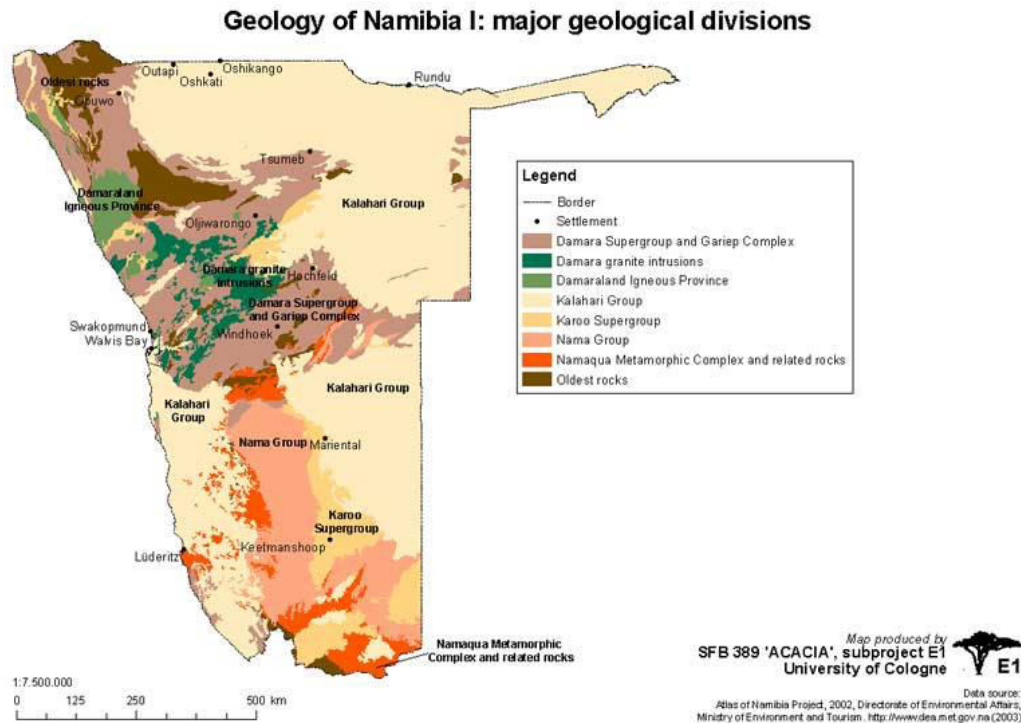 Geology of Namibia I: major geological divisions
Oshikango
Outapi
Oshkati
Rundu
Oldest rocks
Opuwo
Tsumeb
Damaraland
Igneous Province
Kalahari Group
Otjiwarongo
Damara granite
intrusions
Hochfeld
Damara Supergroup
and Gariep Complex
Swakopmund
Windhoek
Walvis Bay
Kalahari
Group
Kalahari Group
Nama Group
Mariental
Karoo
Supergroup
Keetmanshoop
Lüderitz
Namaqua Metamorphic
Complex and related rocks
Legend
Border
Settlement
Damara Supergroup and Gariep Complex
Damara granite intrusions
Damaraland Igneous Province
Kalahari Group
Karoo Supergroup
Nama Group
Namaqua Metamorphic Complex and related rocks
Oldest rocks
1:7.500.000
0 125 250 500 km
Map produced by
SFB 389 'ACACIA', subproject E1
University of Cologne
E1
Data source:
Atlas of Namibia Project, 2002, Directorate of Environmental Affairs,
Ministry of Environment and Tourism. http://www.dea.met.gov.na (2003)